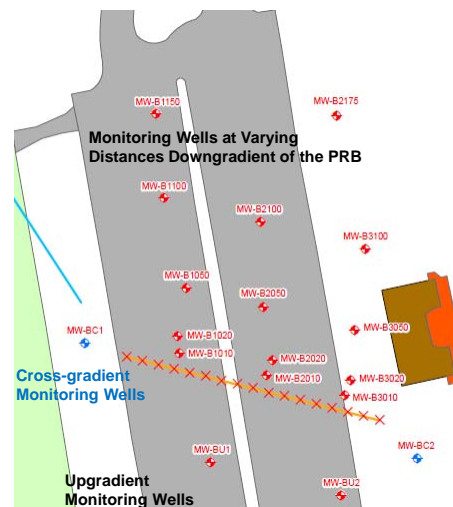 MW-B1150
MW-B2175
Monitoring Wells at Varying
Distances Downgradient of the PRB
MW-B1100
MW-B2100
MW-B3100
MW-B1050
MW-B2050
MW-BC1
MW-B1020
MW-B3050
MW-B1010
MW-B2020
Cross-gradient
Monitoring Wells
MW-B2010
MW-B3020
MW-B3010
MW-BU1
MW-BC2
Upgradient
Monitoring Wells
MW-BU2